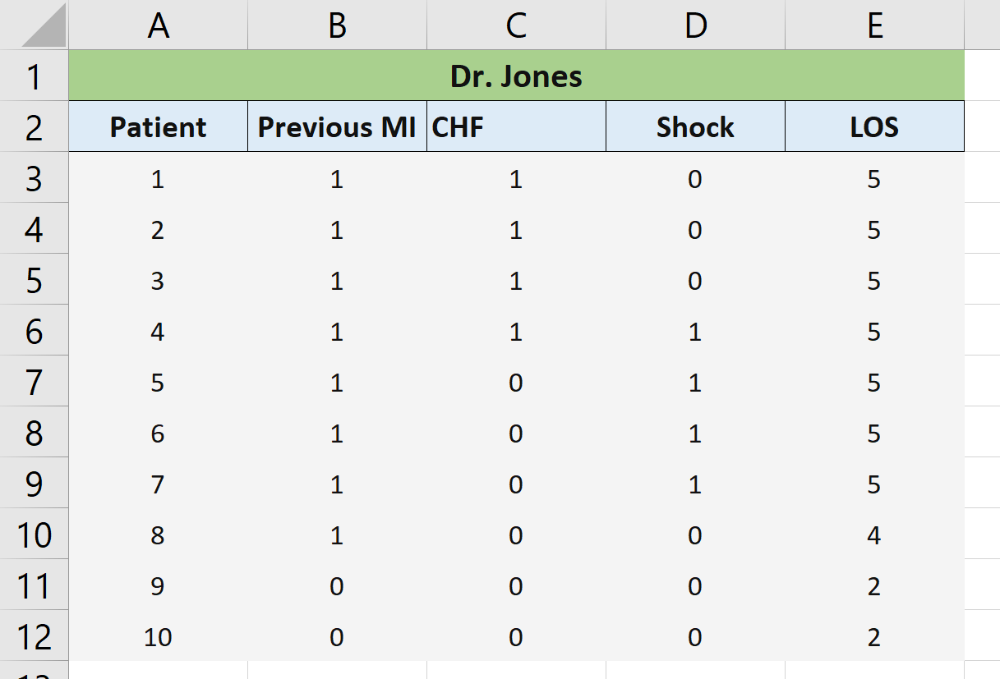 A B C D E
1 Dr. Jones
2 Patient Previous MI CHF Shock LOS
3 1 1 1 0 5
4 2 1 1 0 5
5 3 1 1 0 5
6 4 1 1 1 5
7 5 1 0 1 5
8 6 1 0 1 5
9 7 1 0 1 5
10 8 1 0 0 4
11 9 0 0 0 2
12 10 0 0 0 2